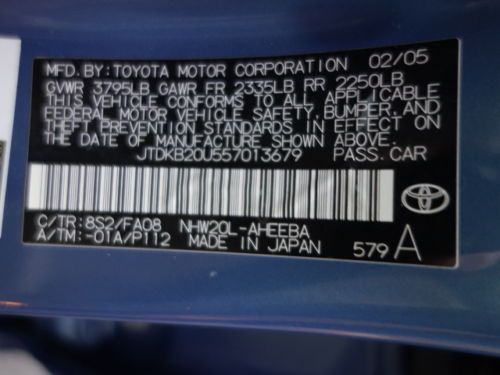 MFD.BY:TOYOTA MOTOR CORPORATION 02/05
GVWR 3795LB GAWR FR 2335LB RR 2250LB
THIS VEHICLE CONFORMS TO ALL APPLICABLE
FEDERAL MOTOR VEHICLE SAFETY, BUMPER, AND
THEFT PREVENTION STANDARDS IN EFFECT ON
THE DATE OF MANUFACTURE SHOWN ABOVE.
JTDKB20U557013679 PASS.CAR
C/TR:8S2/FA08 NHW20L-AHEEBA
A/TM:-01A/P112 MADE IN JAPAN 579 A